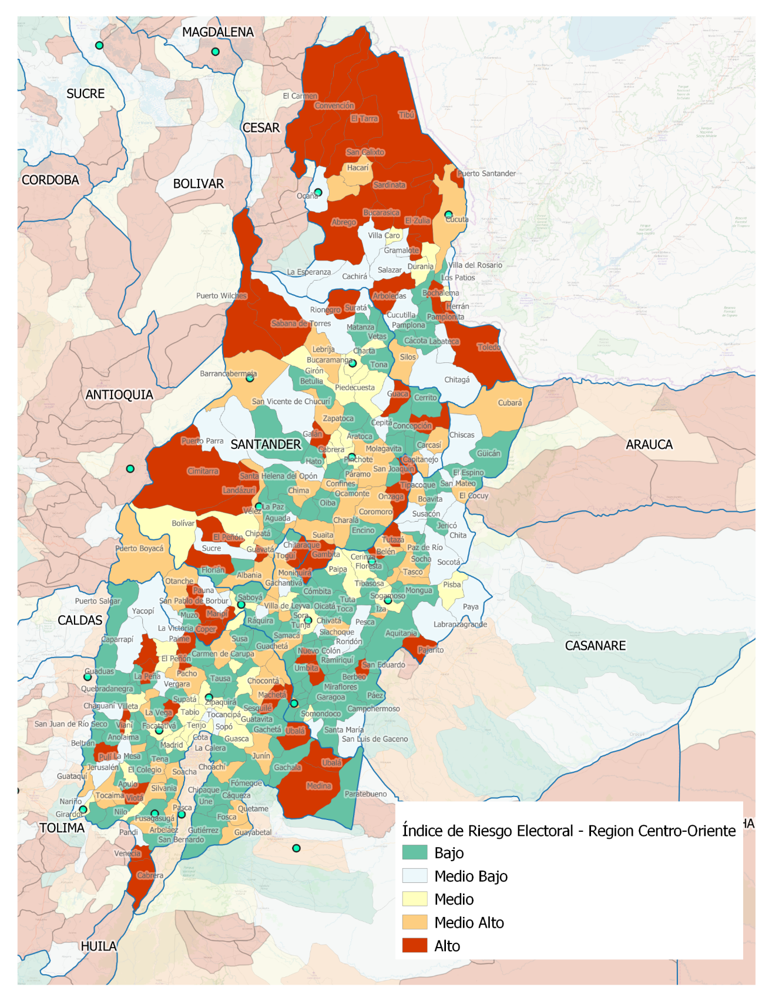 MAGDALENA
SUCRE
El Carmen
Convención
El Tarra
Tibú
CESAR
San Calixto
Hacarí
Puerto Santander
CORDOBA
BOLIVAR
Sardinata
Ocaña
Bucarasica
El Zulia
Abrego
Cúcuta
Villa Caro
Gramalote
Durania
Villa del Rosario
La Esperanza
Cachirá
Salazar
Los Patios
Puerto Wilches
Arboledas
Bochalema
Rionegro
Suratá
Herrán
Cucutilla
Pamplonita
Sabana de Torres
Matanza
Pamplona
Vetas
Cácota
Labateca
Toledo
Lebríja
Charta
Silos
Bucaramanga
Tona
Barrancabermeja
Girón
Betulia
Chitagá
Piedecuesta
ANTIOQUIA
Guaca
Cerrito
San Vicente de Chucurí
Cubará
Zapatoca
Cepitá
Concepción
Puerto Parra
SANTANDER
Galán
Aratoca
Chiscas
ARAUCA
Cabrera
Molagavita
Carcasí
Güicán
Hato
Pinchote
Capitanejo
Cimitarra
Santa Helena del Opón
Páramo
San Joaquín
El Espino
Landázuri
Chima
Confines
Tipacoque
San Mateo
Ocamonte
Onzaga
Boavita
El Cocuy
Vélez
La Paz
Oiba
Coromoro
Susacón
Aguada
Charalá
Jericó
Bolívar
Encino
Chita
El Peñón
Chipatá
Suaita
Tutazá
Puerto Boyacá
Sucre
Guavatá
Chitaraque
Gambita
Belén
Paz de Río
Togüí
Cerinza
Socha
Socotá
Florián
Albania
Moniquirá
Paipa
Floresta
Tasco
Otanche
Gachantivá
Tibasosa
Pisba
Pauna
Cómbita
Mongua
Puerto Salgar
San Pablo de Borbur
Saboyá
Tuta
Sogamoso
Yacopí
Villa de Leyva
Oicatá
Toca
Iza
Paya
CALDAS
Muzo
Maripí
Ráquira
Sora
Tunja
Chivatá
Pesca
Labranzagrande
La Victoria
Coper
Siachoque
Aquitania
Caparrapí
Paime
Susa
Samacá
Rondón
CASANARE
Guachetá
Nuevo Colón
Pajarito
El Peñón
Carmen de Carupa
Ramiriquí
Guaduas
La Peña
Pacho
Umbita
San Eduardo
Tausa
Chocontá
Berbeo
Quebradanegra
Vergara
Miraflores
Chaguaní
Villeta
Supatá
Zipaquirá
Machetá
Garagoa
Páez
San Juan de Río Seco
La Vega
Tabio
Tocancipá
Sesquilé
Somondoco
Campohermoso
Vianí
Facatativá
Tenjo
Sopó
Guatavita
Gachetá
Santa María
Beltrán
Anolaima
Cota
Guasca
Ubalá
San Luis de Gaceno
Pulí
La Mesa
Madrid
La Calera
Tena
Junín
Jerusalén
El Colegio
Soacha
Choachí
Gachala
Ubalá
Guataquí
Apulo
Silvania
Chipaque
Fómeque
Medina
Nariño
Tocaima
Viotá
Une
Cáqueza
Paratebueno
Girardot
Nilo
Pasca
Quetame
Fusagasugá
Fosca
TOLIMA
Pandi
Arbeláez
Gutiérrez
Guayabetal
San Bernardo
Venecia
Cabrera
HUILA
HA
Índice de Riesgo Electoral - Region Centro-Oriente
Bajo
Medio Bajo
Medio
Medio Alto
Alto